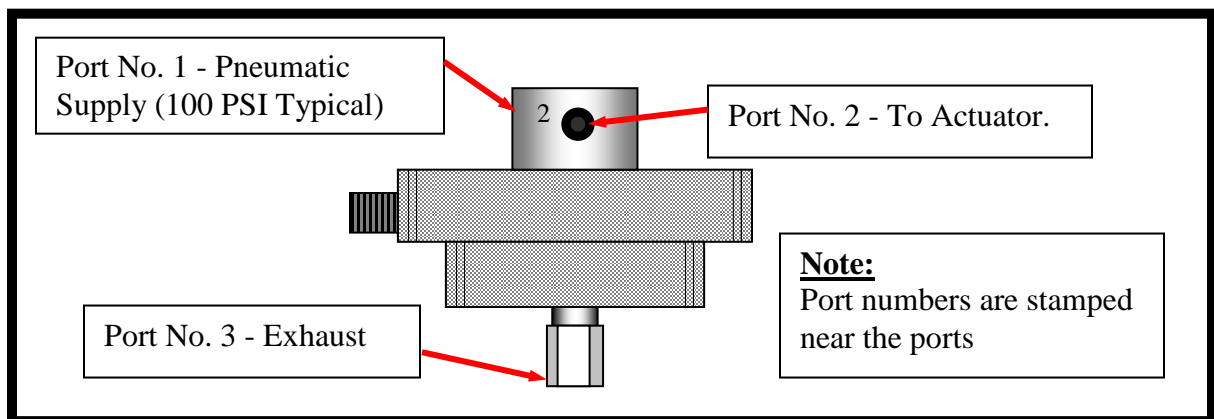 Port No. 1 - Pneumatic
Supply (100 PSI Typical)
2
Port No. 2 - To Actuator.
Note:
Port numbers are stamped
near the ports
Port No. 3 - Exhaust